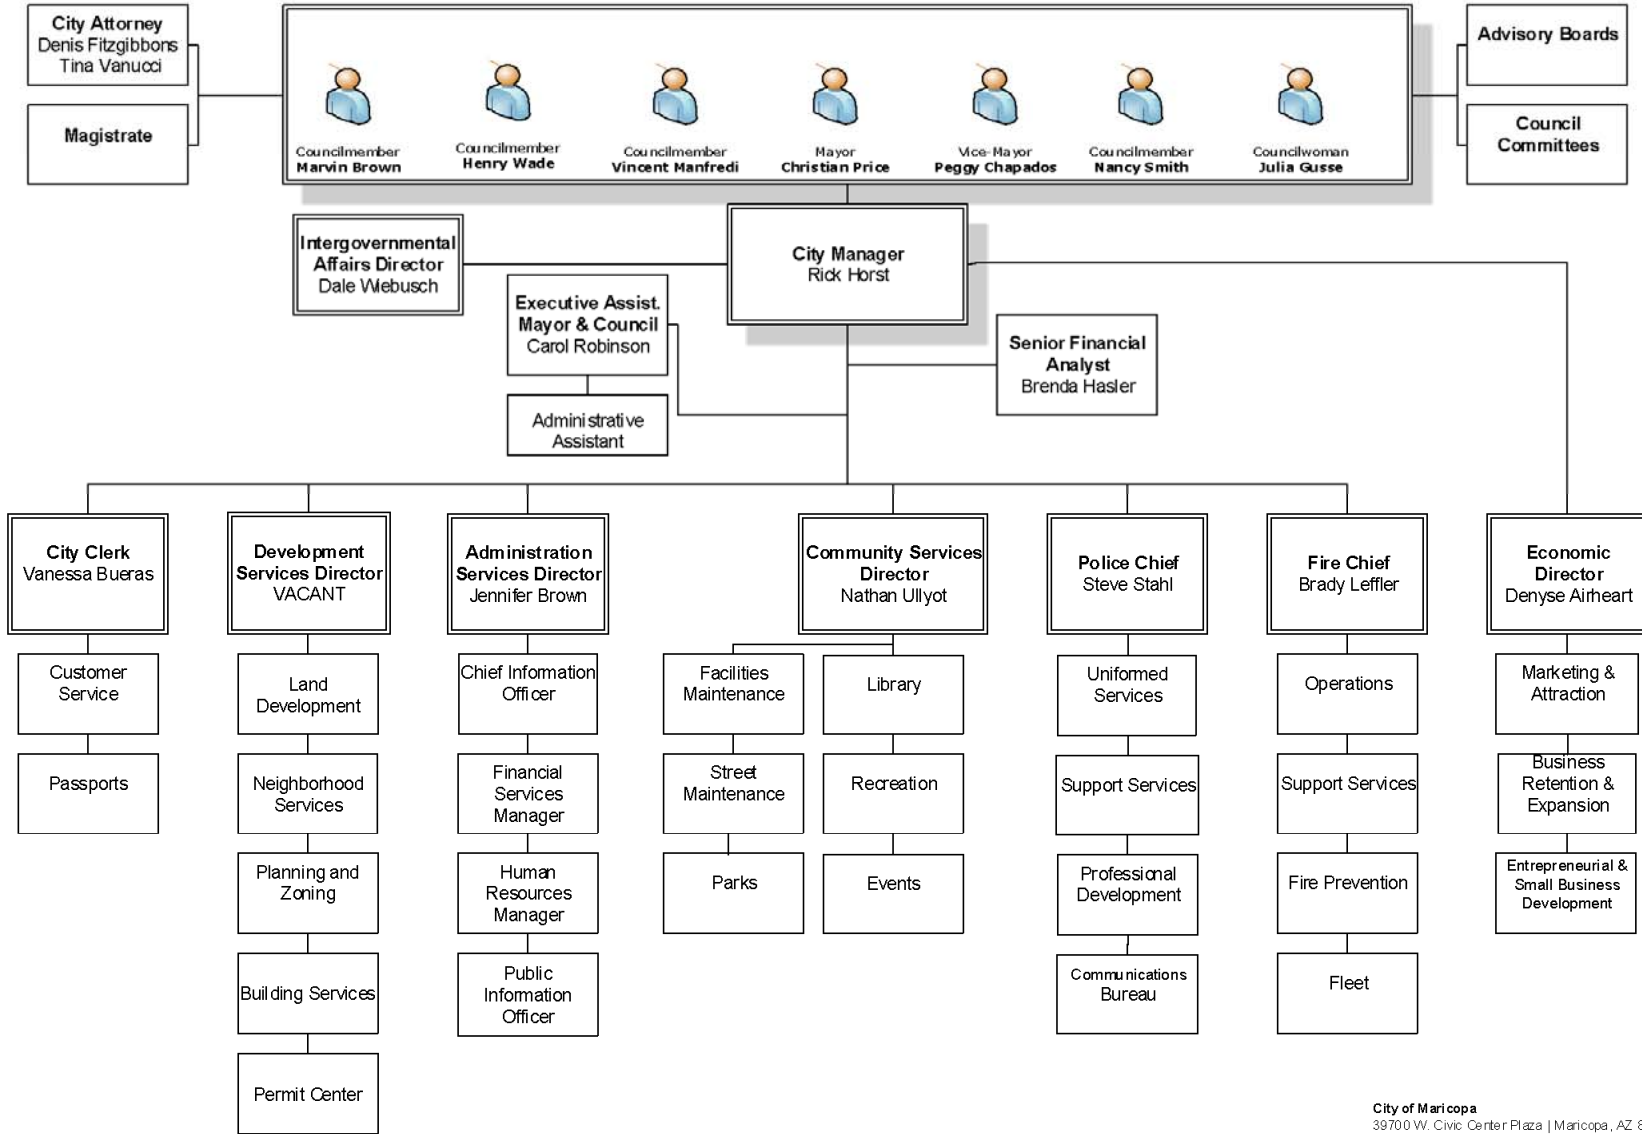 City Attorney
Denis Fitzgibbons
Tina Vanucci
Magistrate
Councilmember
Marvin Brown
Councilmember
Henry Wade
Councilmember
Vincent Manfredi
Mayor
Christian Price
Vice-Mayor
Peggy Chapados
Councilmember
Nancy Smith
Councilwoman
Julia Gusse
Advisory Boards
Council
Committees
Intergovernmental
Affairs Director
Dale Wiebusch
City Manager
Rick Horst
Executive Assist.
Mayor & Council
Carol Robinson
Administrative
Assistant
Senior Financial
Analyst
Brenda Hasler
City Clerk
Vanessa Bueras
Customer
Service
Passports
Development
Services Director
VACANT
Land
Development
Neighborhood
Services
Planning and
Zoning
Building Services
Permit Center
Administration
Services Director
Jennifer Brown
Chief Information
Officer
Financial
Services
Manager
Human
Resources
Manager
Public
Information
Officer
Community Services
Director
Nathan Ullyot
Facilities
Maintenance
Street
Maintenance
Parks
Library
Recreation
Events
Police Chief
Steve Stahl
Uniformed
Services
Support Services
Professional
Development
Communications
Bureau
Fire Chief
Brady Leffler
Operations
Support Services
Fire Prevention
Fleet
Economic
Director
Denyse Airheart
Marketing &
Attraction
Business
Retention &
Expansion
Entrepreneurial &
Small Business
Development
City of Maricopa
39700 W. Civic Center Plaza | Maricopa, AZ